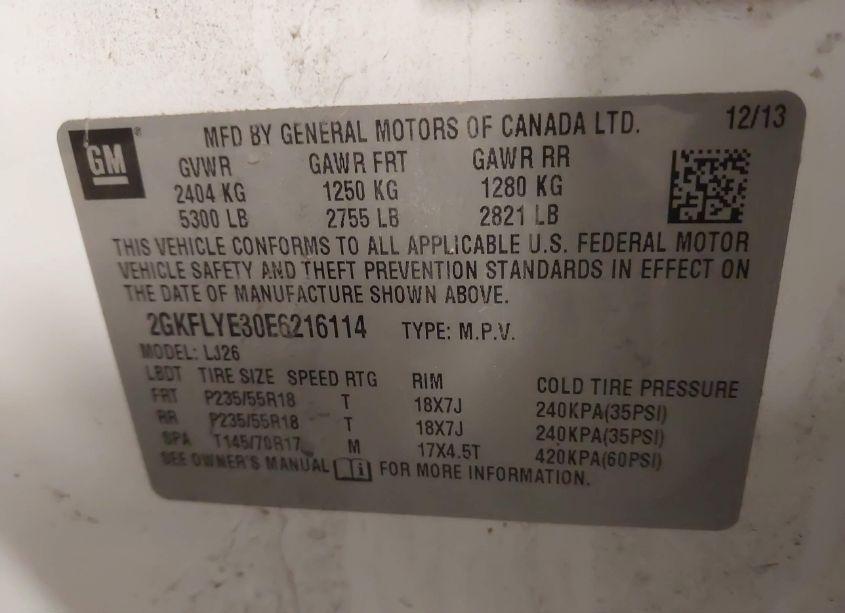 GM ® MFD BY GENERAL MOTORS OF CANADA LTD. 12/13
GVWR GAWR FRT GAWR RR
2404 KG 1250 KG 1280 KG
5300 LB 2755 LB 2821 LB
THIS VEHICLE CONFORMS TO ALL APPLICABLE U.S. FEDERAL MOTOR
VEHICLE SAFETY AND THEFT PREVENTION STANDARDS IN EFFECT ON
THE DATE OF MANUFACTURE SHOWN ABOVE.
2GKFLYE30E6216114 TYPE: M.P.V.
MODEL: LJ26
LBDT TIRE SIZE SPEED RTG RIM COLD TIRE PRESSURE
FRT P235/55R18 T 18X7J 240KPA(35PSI)
RR P235/55R18 T 18X7J 240KPA(35PSI)
SPA T145/70R17 M 17X4.5T 420KPA(60PSI)
SEE OWNER'S MANUAL FOR MORE INFORMATION.